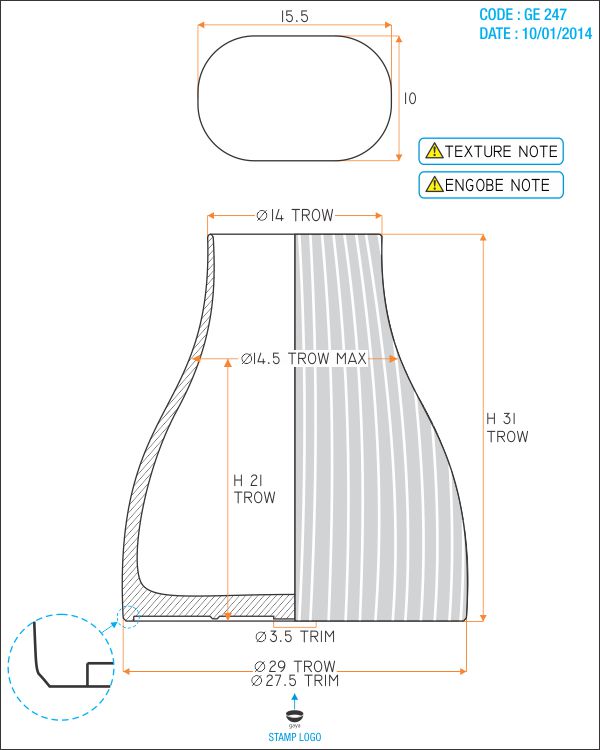 15.5
CODE : GE 247
DATE : 10/01/2014
10
TEXTURE NOTE
ENGOBE NOTE
Ø14 TROW
Ø14.5 TROW MAX
H 31
TROW
H 21
TROW
Ø3.5 TRIM
Ø29 TROW
Ø27.5 TRIM
gaya
STAMP LOGO